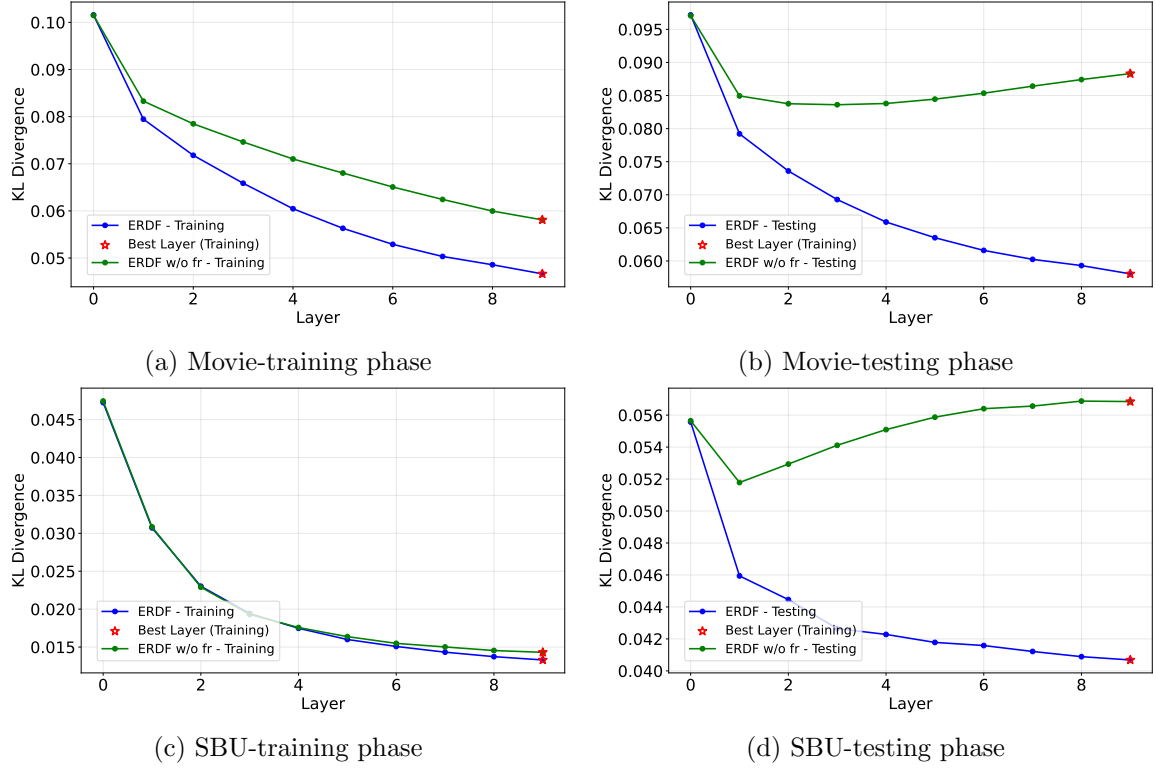 0.10
0.09
0.08
0.07
0.06
0.05
KL Divergence
ERDF - Training
Best Layer (Training)
ERDF w/o fr - Training
0 2 4 6 8
Layer
(a) Movie-training phase
0.095
0.090
0.085
0.080
0.075
0.070
0.065
0.060
KL Divergence
ERDF - Testing
Best Layer (Training)
ERDF w/o fr - Testing
0 2 4 6 8
Layer
(b) Movie-testing phase
0.045
0.040
0.035
0.030
0.025
0.020
0.015
KL Divergence
ERDF - Training
Best Layer (Training)
ERDF w/o fr - Training
0 2 4 6 8
Layer
(c) SBU-training phase
0.056
0.054
0.052
0.050
0.048
0.046
0.044
0.042
0.040
KL Divergence
ERDF - Testing
Best Layer (Training)
ERDF w/o fr - Testing
0 2 4 6 8
Layer
(d) SBU-testing phase